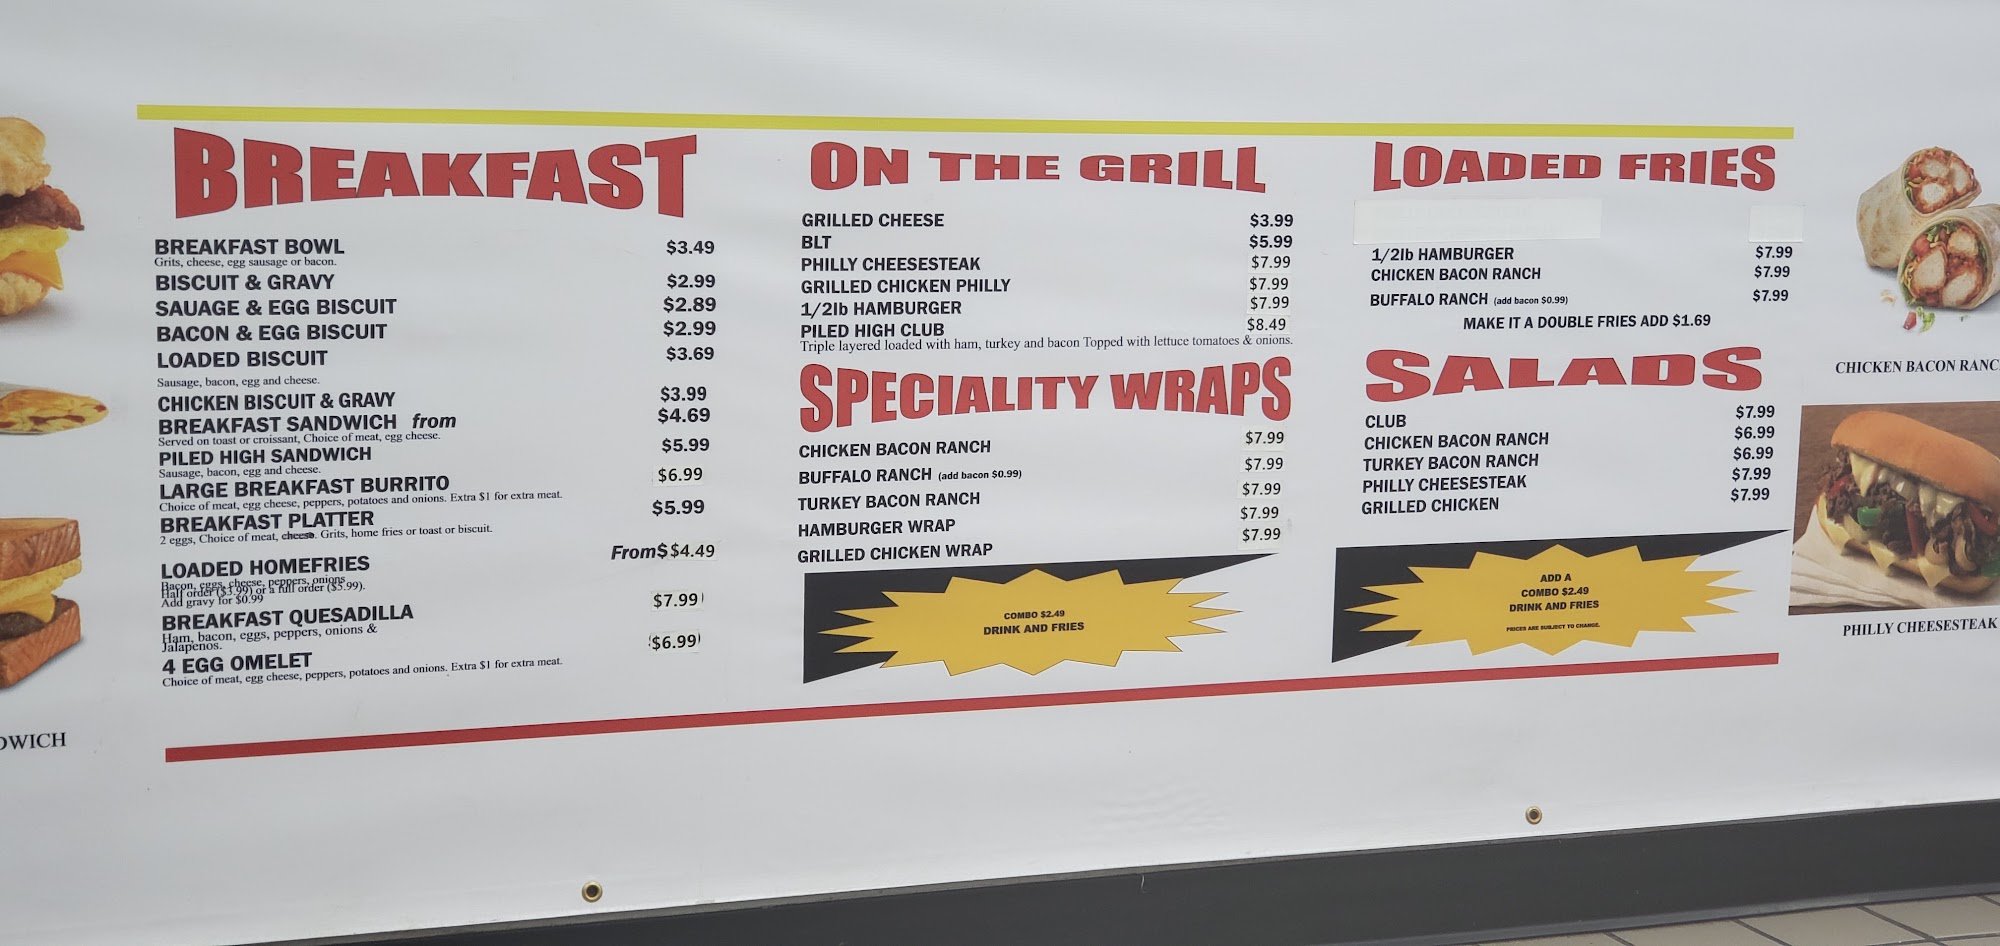 BREAKFAST
BREAKFAST BOWL $3.49
Grits, cheese, egg sausage or bacon.
BISCUIT & GRAVY $2.99
SAUAGE & EGG BISCUIT $2.89
BACON & EGG BISCUIT $2.99
LOADED BISCUIT $3.69
Sausage, bacon, egg and cheese.
CHICKEN BISCUIT & GRAVY $3.99
BREAKFAST SANDWICH from $4.69
Served on toast or croissant, Choice of meat, egg cheese.
PILED HIGH SANDWICH $5.99
Sausage, bacon, egg and cheese.
LARGE BREAKFAST BURRITO $6.99
Choice of meat, egg cheese, peppers, potatoes and onions. Extra $1 for extra meat.
BREAKFAST PLATTER $5.99
2 eggs, Choice of meat, cheese. Grits, home fries or toast or biscuit.
LOADED HOMEFRIES From$ $4.49
Bacon, eggs, cheese, peppers, onions
Half order ($3.99) or a full order ($5.99).
Add gravy for $0.99
BREAKFAST QUESADILLA $7.99
Ham, bacon, eggs, peppers, onions &
Jalapenos.
4 EGG OMELET $6.99
Choice of meat, egg cheese, peppers, potatoes and onions. Extra $1 for extra meat.
ON THE GRILL
GRILLED CHEESE $3.99
BLT $5.99
PHILLY CHEESESTEAK $7.99
GRILLED CHICKEN PHILLY $7.99
1/2lb HAMBURGER $7.99
PILED HIGH CLUB $8.49
Triple layered loaded with ham, turkey and bacon Topped with lettuce tomatoes & onions.
SPECIALITY WRAPS
CHICKEN BACON RANCH $7.99
BUFFALO RANCH (add bacon $0.99) $7.99
TURKEY BACON RANCH $7.99
HAMBURGER WRAP $7.99
GRILLED CHICKEN WRAP $7.99
COMBO $2.49
DRINK AND FRIES
LOADED FRIES
1/2lb HAMBURGER $7.99
CHICKEN BACON RANCH $7.99
BUFFALO RANCH (add bacon $0.99) $7.99
MAKE IT A DOUBLE FRIES ADD $1.69
SALADS
CLUB $7.99
CHICKEN BACON RANCH $6.99
TURKEY BACON RANCH $6.99
PHILLY CHEESESTEAK $7.99
GRILLED CHICKEN $7.99
ADD A
COMBO $2.49
DRINK AND FRIES
PRICES ARE SUBJECT TO CHANGE.
CHICKEN BACON RANC
PHILLY CHEESESTEAK
DWICH